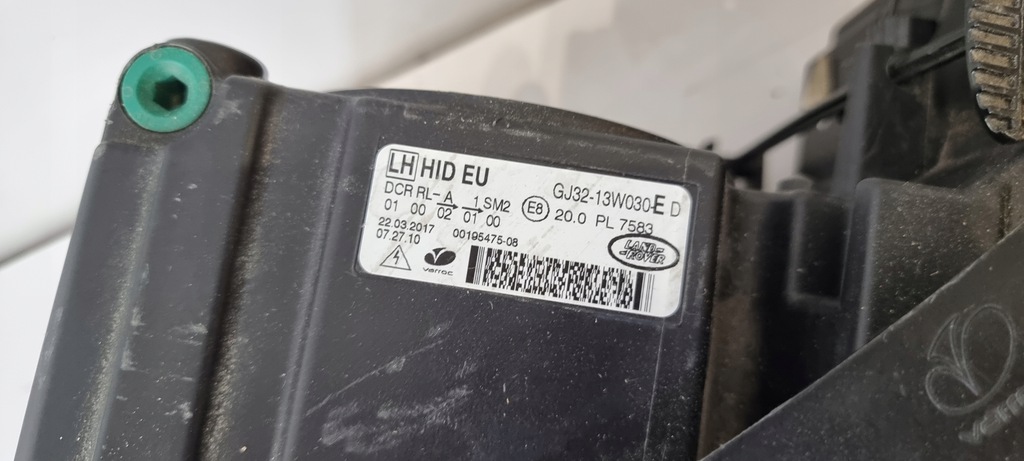 LH HID EU
GJ32-13W030-E D
DCR RL-A → 1, SM2
E8 20.0 PL 7583
01 00 02 → 01 00
22.03.2017 00195475-08
07.27.10
LAND-
-ROVER
varroc